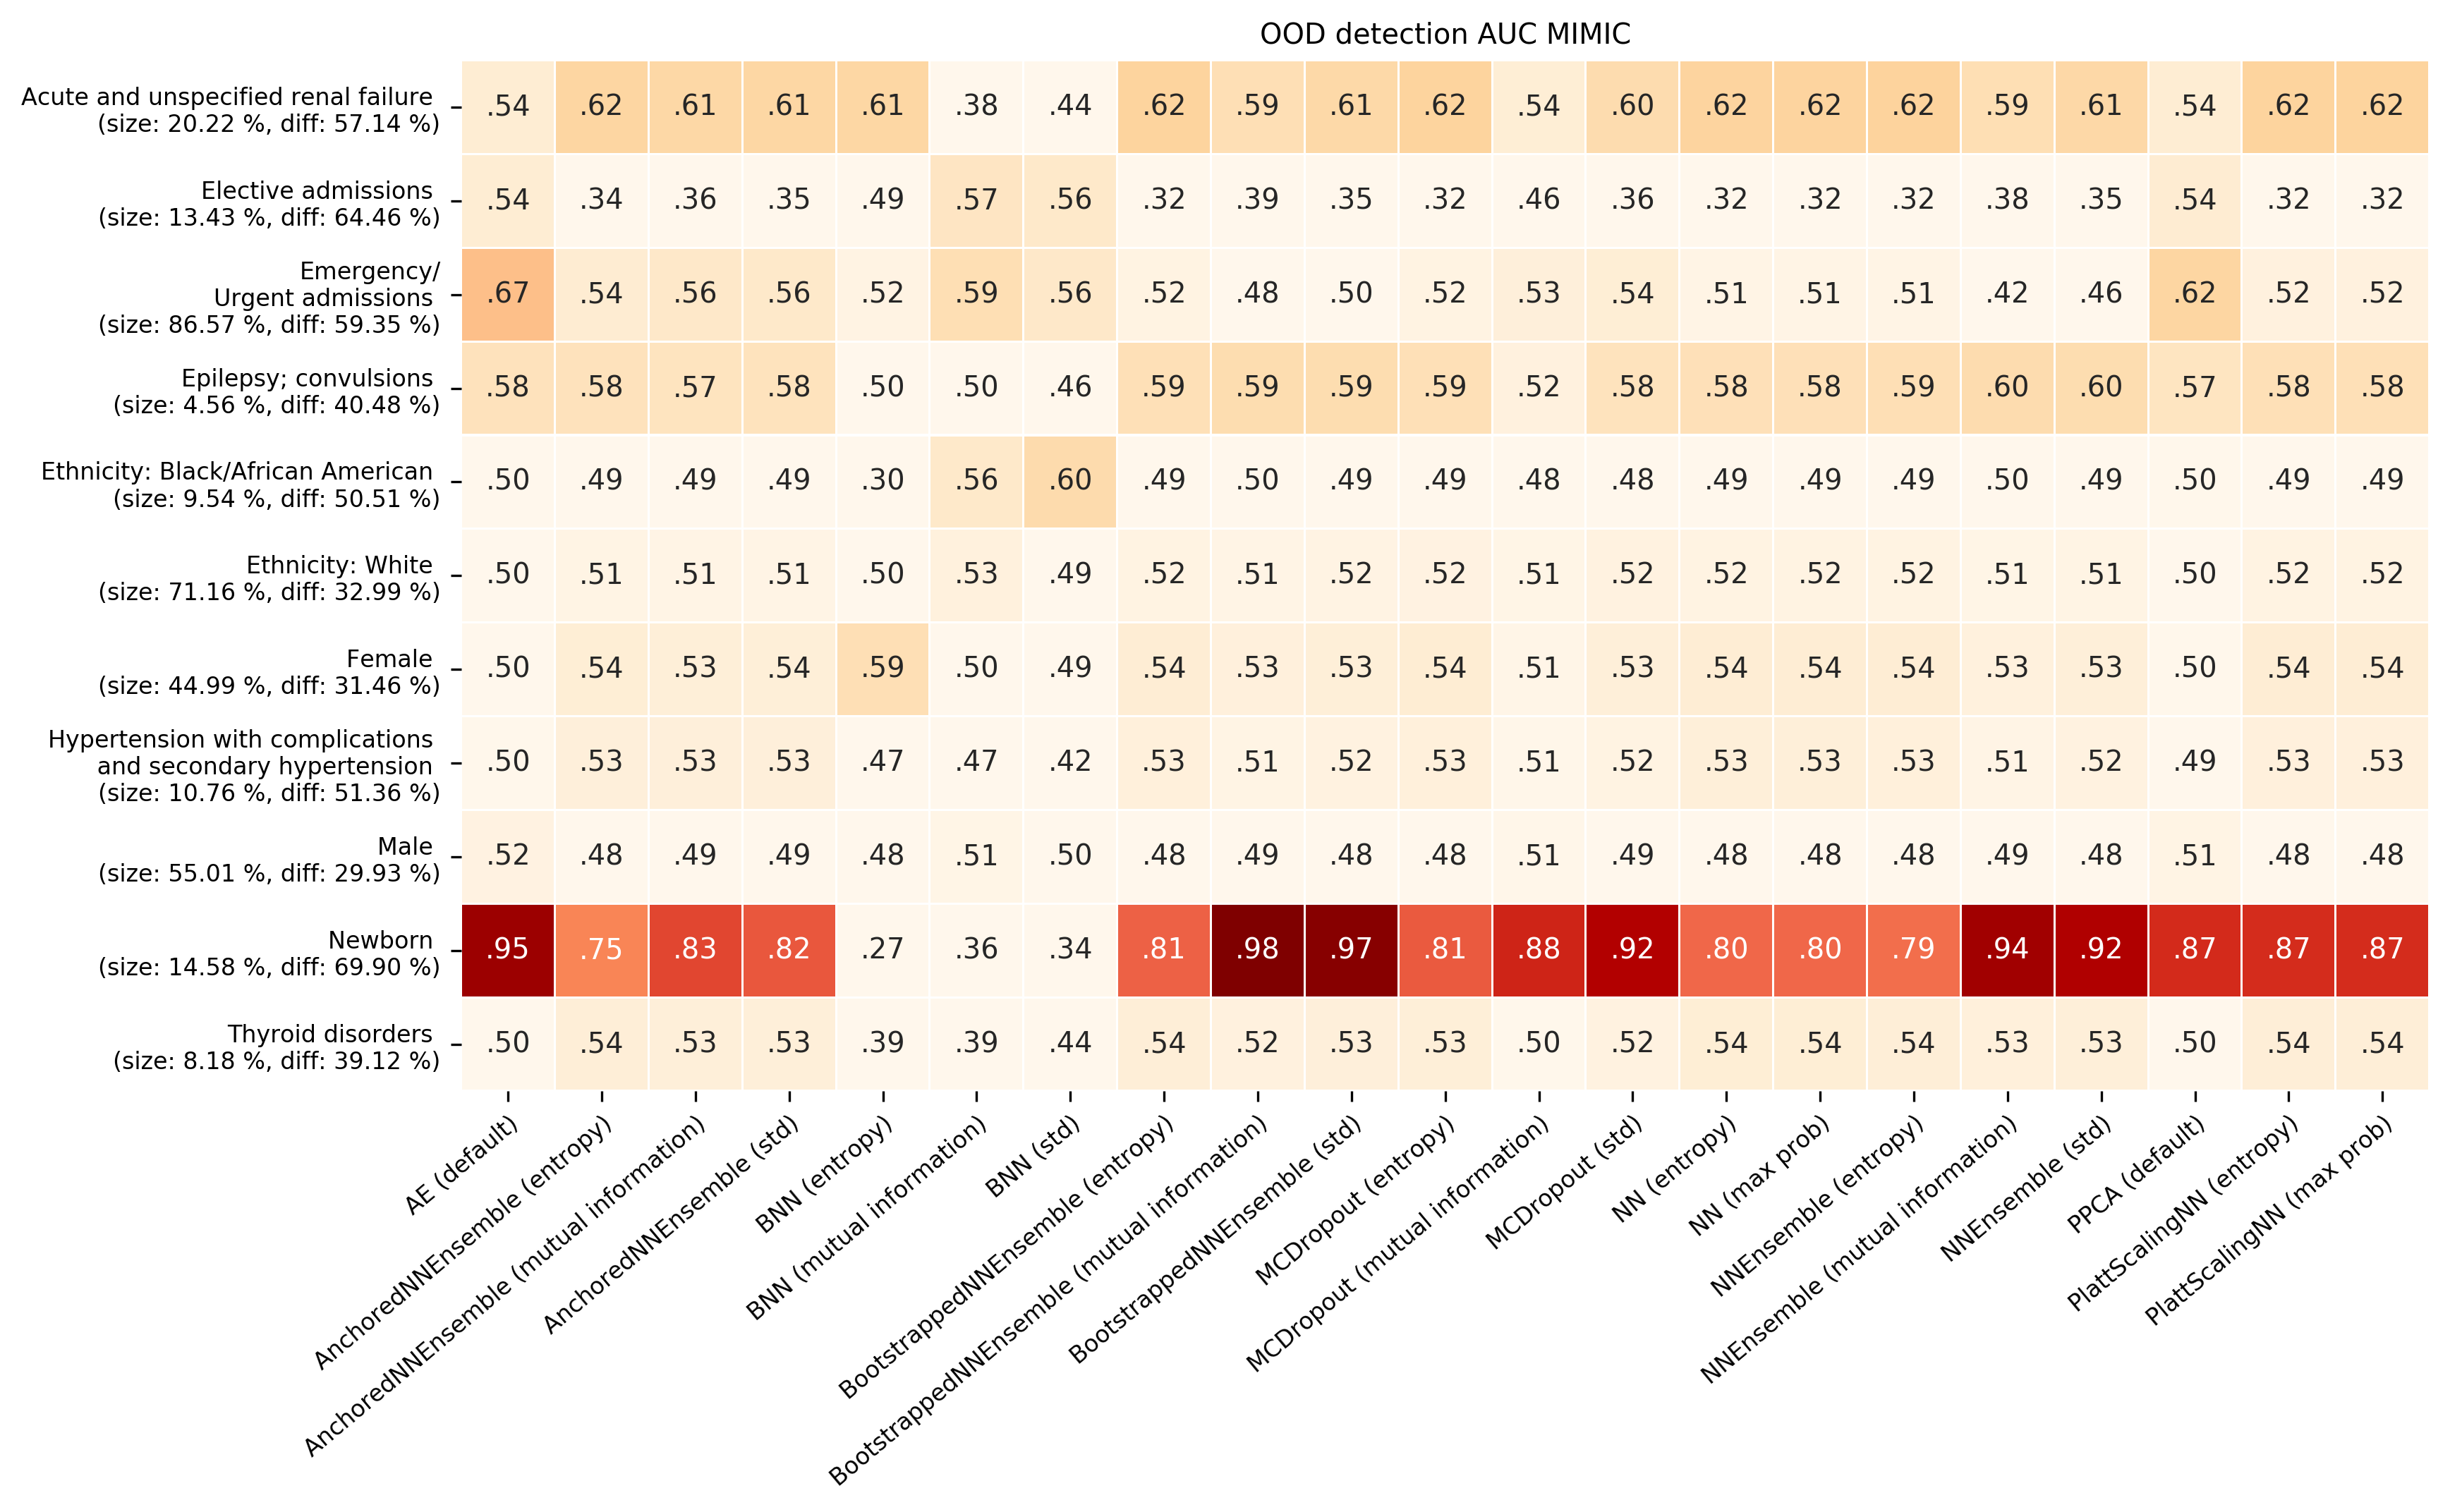 OOD detection AUC MIMIC
Acute and unspecified renal failure
(size: 20.22 %, diff: 57.14 %)
.54 .62 .61 .61 .61 .38 .44 .62 .59 .61 .62 .54 .60 .62 .62 .62 .59 .61 .54 .62 .62
Elective admissions
(size: 13.43 %, diff: 64.46 %)
.54 .34 .36 .35 .49 .57 .56 .32 .39 .35 .32 .46 .36 .32 .32 .32 .38 .35 .54 .32 .32
Emergency/
Urgent admissions
(size: 86.57 %, diff: 59.35 %)
.67 .54 .56 .56 .52 .59 .56 .52 .48 .50 .52 .53 .54 .51 .51 .51 .42 .46 .62 .52 .52
Epilepsy; convulsions
(size: 4.56 %, diff: 40.48 %)
.58 .58 .57 .58 .50 .50 .46 .59 .59 .59 .59 .52 .58 .58 .58 .59 .60 .60 .57 .58 .58
Ethnicity: Black/African American
(size: 9.54 %, diff: 50.51 %)
.50 .49 .49 .49 .30 .56 .60 .49 .50 .49 .49 .48 .48 .49 .49 .49 .50 .49 .50 .49 .49
Ethnicity: White
(size: 71.16 %, diff: 32.99 %)
.50 .51 .51 .51 .50 .53 .49 .52 .51 .52 .52 .51 .52 .52 .52 .52 .51 .51 .50 .52 .52
Female
(size: 44.99 %, diff: 31.46 %)
.50 .54 .53 .54 .59 .50 .49 .54 .53 .53 .54 .51 .53 .54 .54 .54 .53 .53 .50 .54 .54
Hypertension with complications
and secondary hypertension
(size: 10.76 %, diff: 51.36 %)
.50 .53 .53 .53 .47 .47 .42 .53 .51 .52 .53 .51 .52 .53 .53 .53 .51 .52 .49 .53 .53
Male
(size: 55.01 %, diff: 29.93 %)
.52 .48 .49 .49 .48 .51 .50 .48 .49 .48 .48 .51 .49 .48 .48 .48 .49 .48 .51 .48 .48
Newborn
(size: 14.58 %, diff: 69.90 %)
.95 .75 .83 .82 .27 .36 .34 .81 .98 .97 .81 .88 .92 .80 .80 .79 .94 .92 .87 .87 .87
Thyroid disorders
(size: 8.18 %, diff: 39.12 %)
.50 .54 .53 .53 .39 .39 .44 .54 .52 .53 .53 .50 .52 .54 .54 .54 .53 .53 .50 .54 .54
AE (default)
AnchoredNNEnsemble (entropy)
AnchoredNNEnsemble (mutual information)
AnchoredNNEnsemble (std)
BNN (entropy)
BNN (mutual information)
BNN (std)
BootstrappedNNEnsemble (entropy)
BootstrappedNNEnsemble (mutual information)
BootstrappedNNEnsemble (std)
MCDropout (entropy)
MCDropout (mutual information)
MCDropout (std)
NN (entropy)
NN (max prob)
NNEnsemble (entropy)
NNEnsemble (mutual information)
NNEnsemble (std)
PPCA (default)
PlattScalingNN (entropy)
PlattScalingNN (max prob)